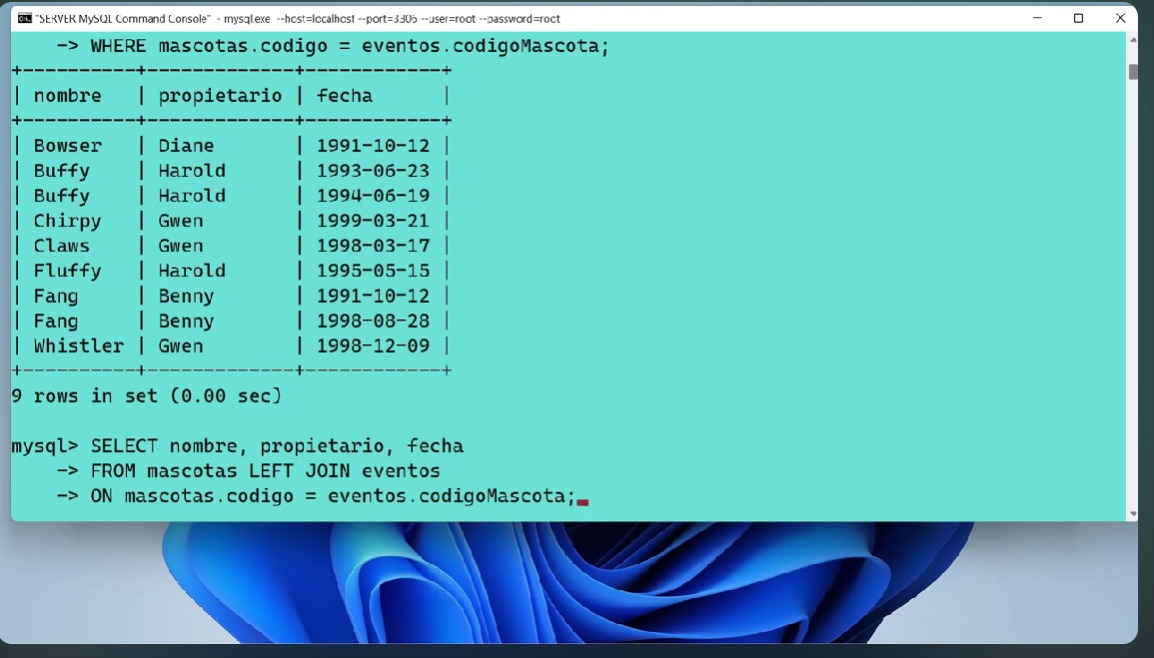 "SERVER MySQL Command Console" - mysql.exe --host=localhost --port=3306 --user=root --password=root
-> WHERE mascotas.codigo = eventos.codigoMascota;
+----------+-------------+------------+
| nombre   | propietario | fecha      |
+----------+-------------+------------+
| Bowser   | Diane       | 1991-10-12 |
| Buffy    | Harold      | 1993-06-23 |
| Buffy    | Harold      | 1994-06-19 |
| Chirpy   | Gwen        | 1999-03-21 |
| Claws    | Gwen        | 1998-03-17 |
| Fluffy   | Harold      | 1995-05-15 |
| Fang     | Benny       | 1991-10-12 |
| Fang     | Benny       | 1998-08-28 |
| Whistler | Gwen        | 1998-12-09 |
+----------+-------------+------------+
9 rows in set (0.00 sec)
mysql> SELECT nombre, propietario, fecha
-> FROM mascotas LEFT JOIN eventos
-> ON mascotas.codigo = eventos.codigoMascota;